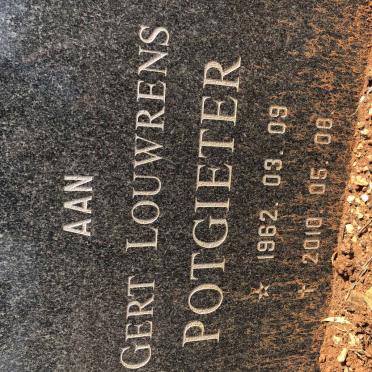 AAN
GERT LOUWRENS
POTGIETER
☆ 1962. 03. 09
✝ 2010. 05. 08